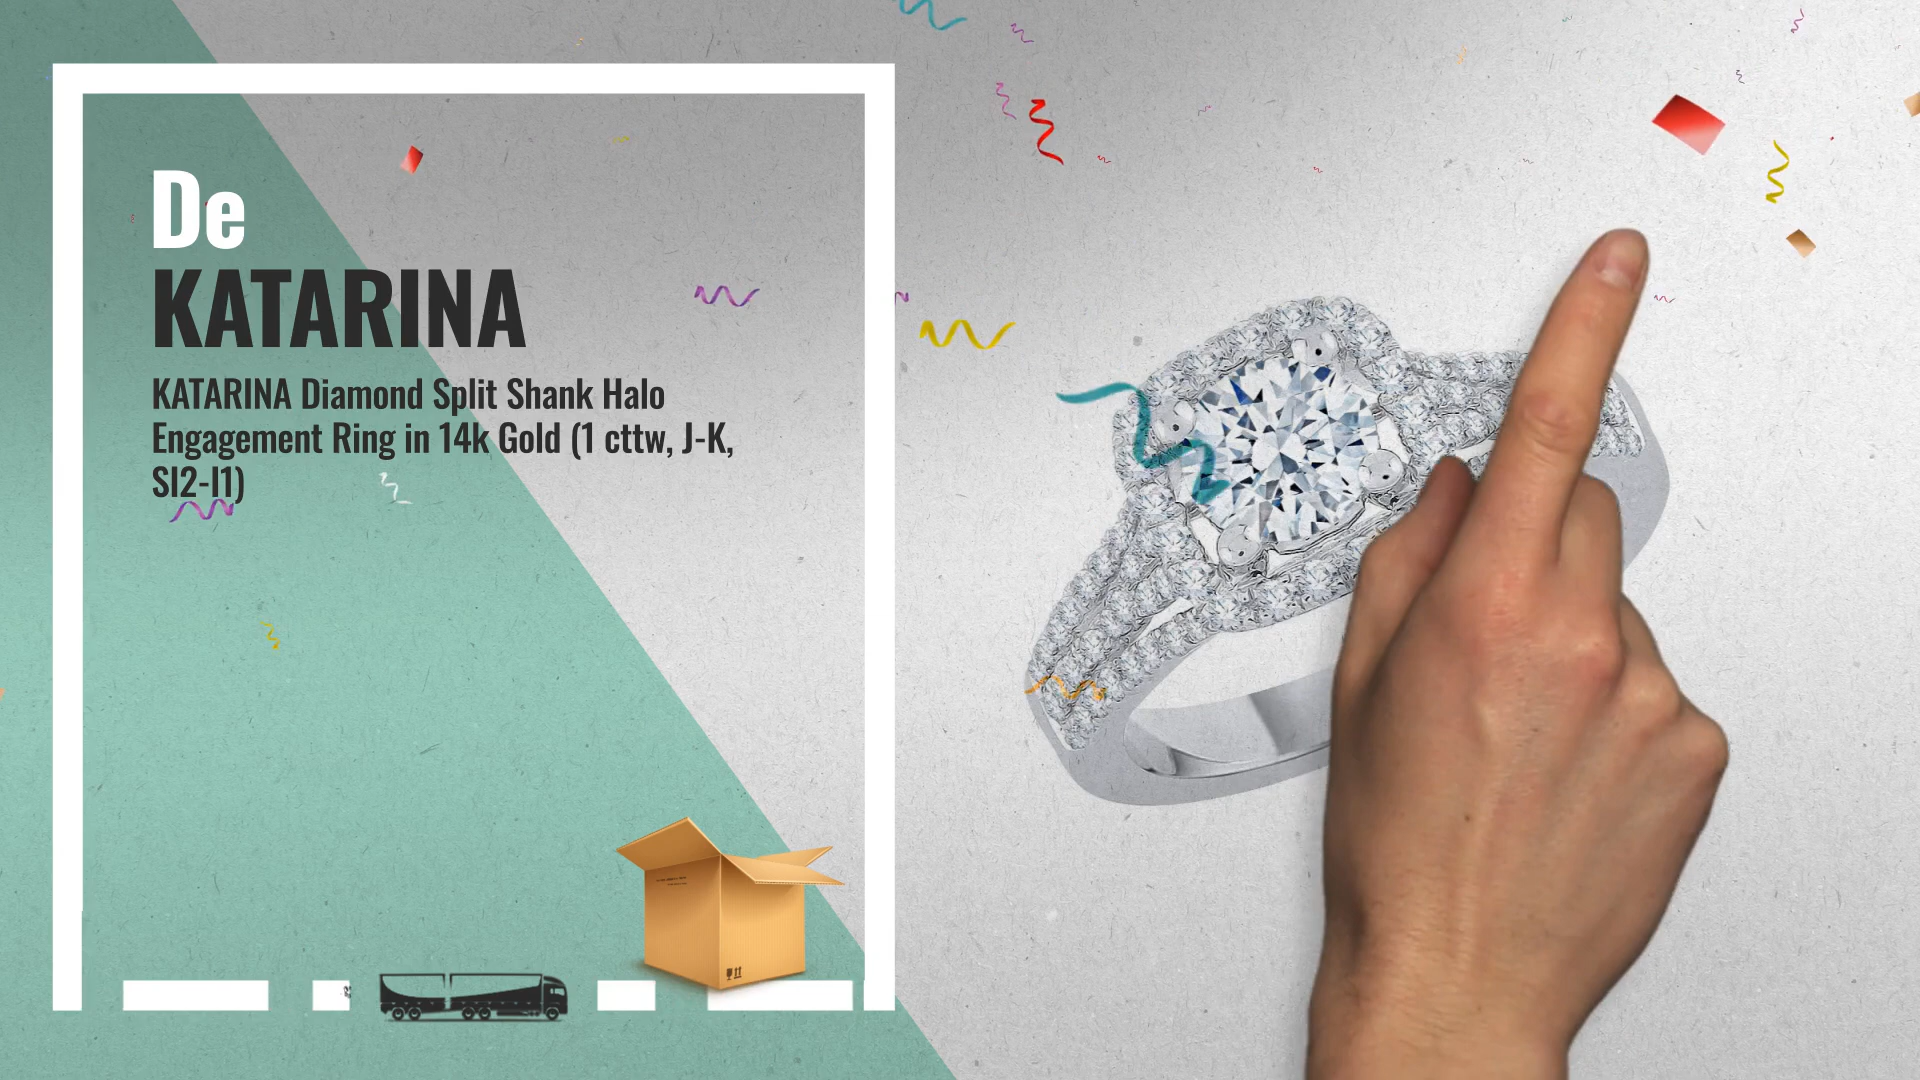 De
KATARINA
KATARINA Diamond Split Shank Halo
Engagement Ring in 14k Gold (1 cttw, J-K,
SI2-I1)